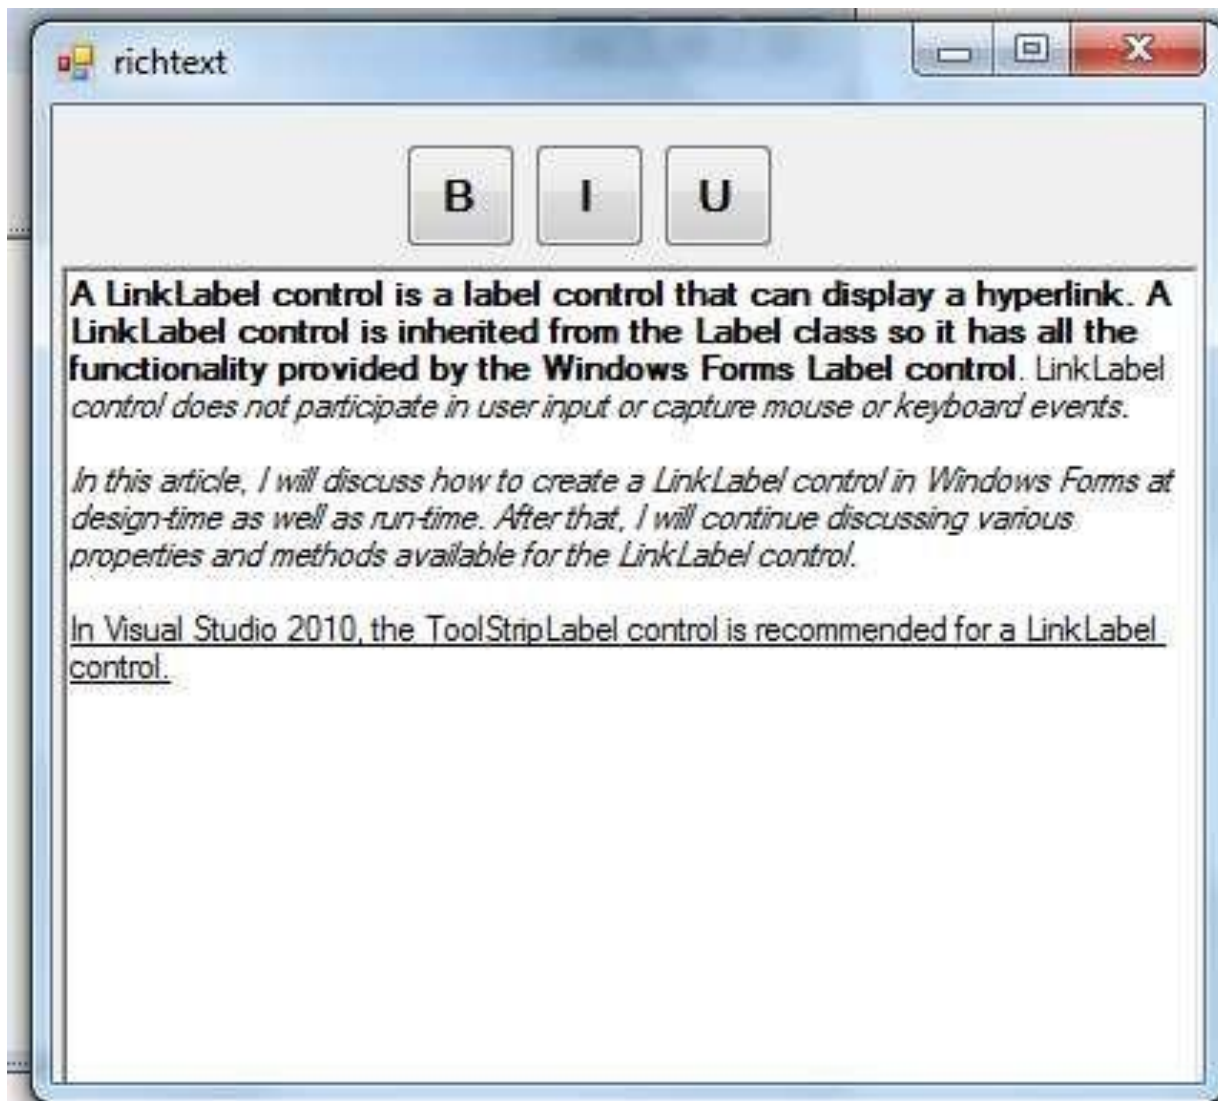 richtext
B I U
A LinkLabel control is a label control that can display a hyperlink. A
LinkLabel control is inherited from the Label class so it has all the
functionality provided by the Windows Forms Label control. LinkLabel
control does not participate in user input or capture mouse or keyboard events.
In this article, I will discuss how to create a LinkLabel control in Windows Forms at
design-time as well as run-time. After that, I will continue discussing various
properties and methods available for the LinkLabel control.
In Visual Studio 2010, the ToolStripLabel control is recommended for a LinkLabel
control.